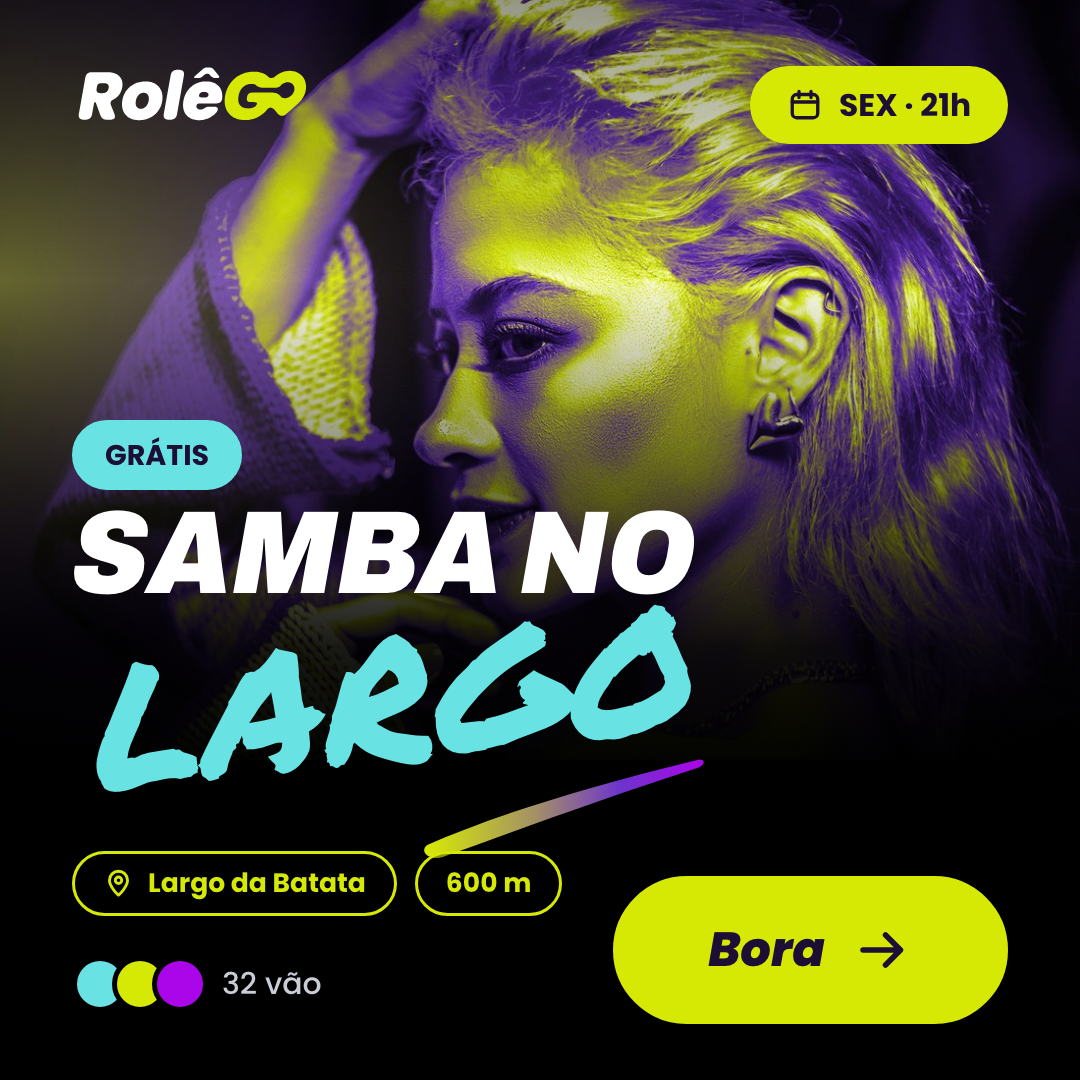 RolêGO
SEX · 21h
GRÁTIS
SAMBA NO
LARGO
Largo da Batata
600 m
32 vão
Bora